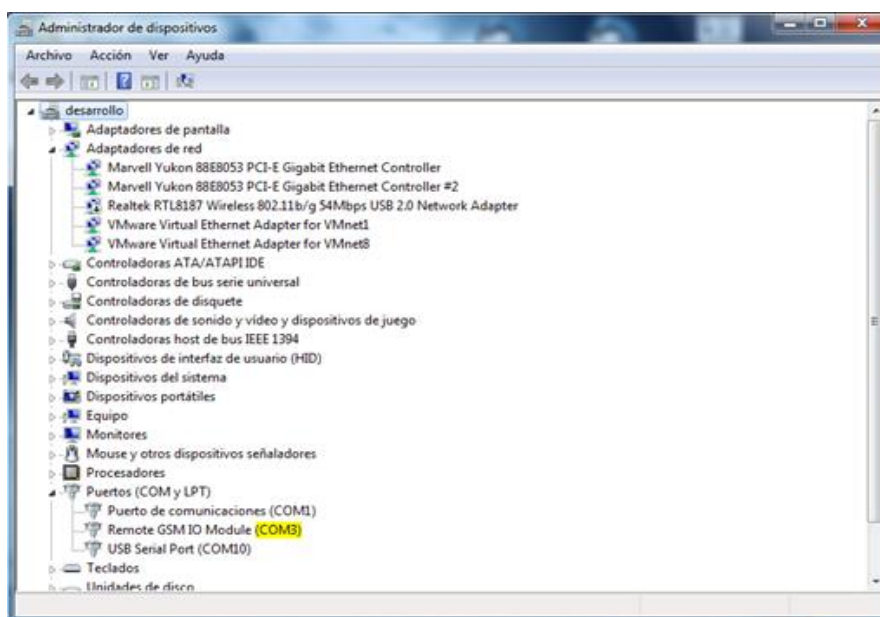 Administrador de dispositivos
Archivo Acción Ver Ayuda
desarrollo
Adaptadores de pantalla
Adaptadores de red
Marvell Yukon 88E8053 PCI-E Gigabit Ethernet Controller
Marvell Yukon 88E8053 PCI-E Gigabit Ethernet Controller #2
Realtek RTL8187 Wireless 802.11b/g 54Mbps USB 2.0 Network Adapter
VMware Virtual Ethernet Adapter for VMnet1
VMware Virtual Ethernet Adapter for VMnet8
Controladoras ATA/ATAPI IDE
Controladoras de bus serie universal
Controladoras de disquete
Controladoras de sonido y vídeo y dispositivos de juego
Controladoras host de bus IEEE 1394
Dispositivos de interfaz de usuario (HID)
Dispositivos del sistema
Dispositivos portátiles
Equipo
Monitores
Mouse y otros dispositivos señaladores
Procesadores
Puertos (COM y LPT)
Puerto de comunicaciones (COM1)
Remote GSM IO Module (COM3)
USB Serial Port (COM10)
Teclados
Unidades de disco